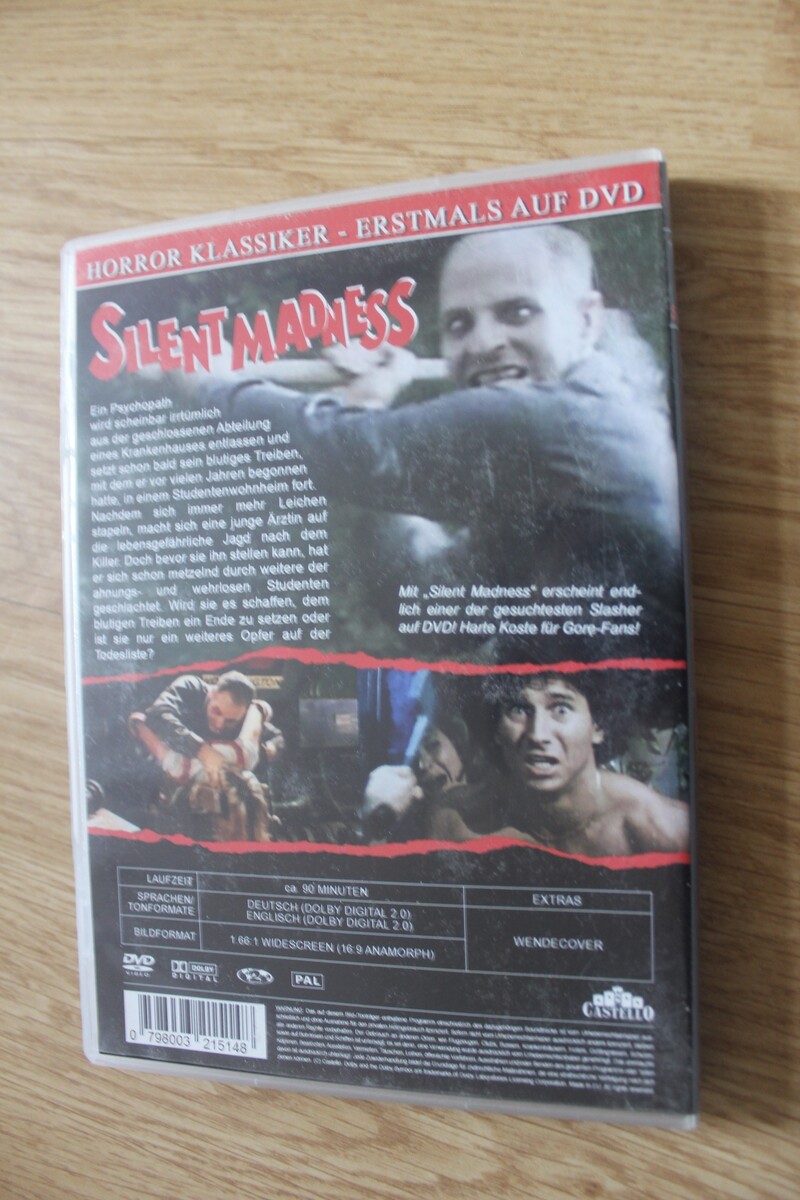 HORROR KLASSIKER - ERSTMALS AUF DVD
SILENT MADNESS
Ein Psychopath
wird scheinbar irrtümlich
aus der geschlossenen Abteilung
eines Krankenhauses entlassen und
setzt schon bald sein blutiges Treiben,
mit dem er vor vielen Jahren begonnen
hatte, in einem Studentenwohnheim fort.
Nachdem sich immer mehr Leichen
stapeln, macht sich eine junge Ärztin auf
die lebensgefährliche Jagd nach dem
Killer. Doch bevor sie ihn stellen kann, hat
er sich schon metzelnd durch weitere der
ahnungs- und wehrlosen Studenten
geschlachtet. Wird sie es schaffen, dem
blutigen Treiben ein Ende zu setzen oder
ist sie nur ein weiteres Opfer auf der
Todesliste?
Mit „Silent Madness" erscheint end-
lich einer der gesuchtesten Slasher
auf DVD! Harte Koste für Gore-Fans!
LAUFZEIT
ca. 90 MINUTEN
SPRACHEN/
TONFORMATE
DEUTSCH (DOLBY DIGITAL 2.0)
ENGLISCH (DOLBY DIGITAL 2.0)
BILDFORMAT
1:66:1 WIDESCREEN (16:9 ANAMORPH)
EXTRAS
WENDECOVER
DVD
VIDEO
DOLBY
DIGITAL
PAL
CASTELLO
0 798003 215148